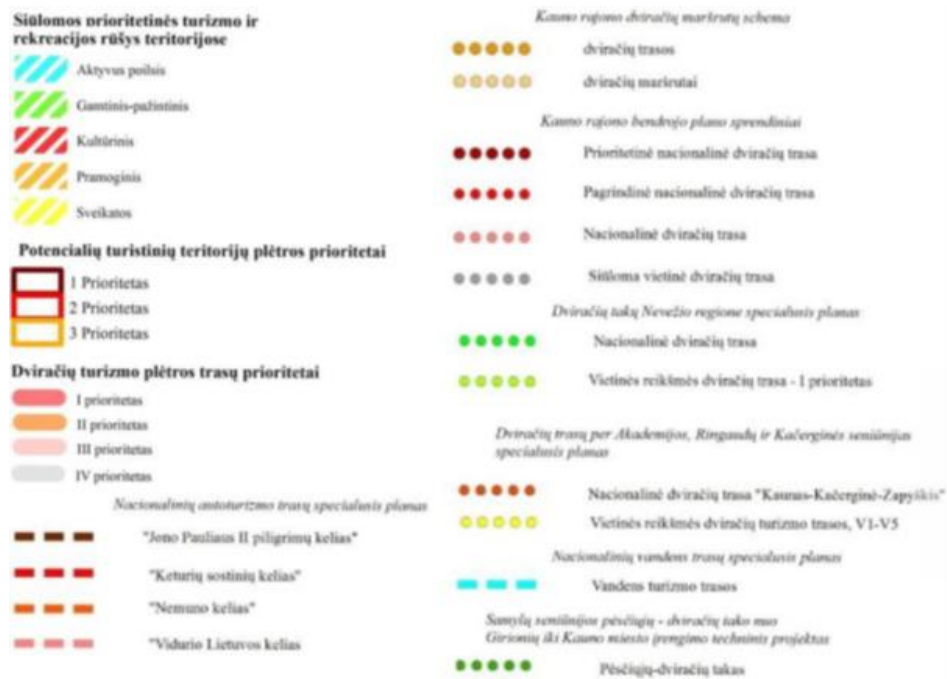 Siūlomos prioritetinės turizmo ir
rekreacijos rūšys teritorijose
Aktyvus poilsis
Gamtinis-pažintinis
Kultūrinis
Pramoginis
Sveikatos
Potencialių turistinių teritorijų plėtros prioritetai
1 Prioritetas
2 Prioritetas
3 Prioritetas
Dviračių turizmo plėtros trasų prioritetai
I prioritetas
II prioritetas
III prioritetas
IV prioritetas
Nacionalinių autoturizmo trasų specialusis planas
"Jono Pauliaus II piligrimų kelias"
"Keturių sostinių kelias"
"Nemuno kelias"
"Vidurio Lietuvos kelias
Kauno rajono dviračių maršrutų schema
dviračių trasos
dviračių maršrutai
Kauno rajono bendrojo plano sprendiniai
Prioritetinė nacionalinė dviračių trasa
Pagrindinė nacionalinė dviračių trasa
Nacionalinė dviračių trasa
Siūloma vietinė dviračių trasa
Dviračių takų Nevėžio regione specialusis planas
Nacionalinė dviračių trasa
Vietinės reikšmės dviračių trasa - I prioritetas
Dviračių trasų per Akademijos, Ringaudų ir Kačerginės seniūnijas
specialusis planas
Nacionalinė dviračių trasa "Kaunas-Kačerginė-Zapyškis"
Vietinės reikšmės dviračių turizmo trasos, V1-V5
Nacionalinių vandens trasų specialusis planas
Vandens turizmo trasos
Samylų seniūnijos pėsčiųjų - dviračių tako nuo
Girionių iki Kauno miesto įrengimo techninis projektas
Pėsčiųjų-dviračių takas